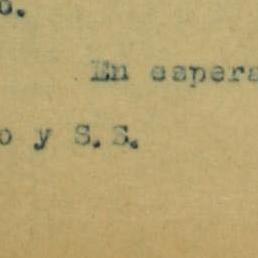 o.
En espera
o y S.S.